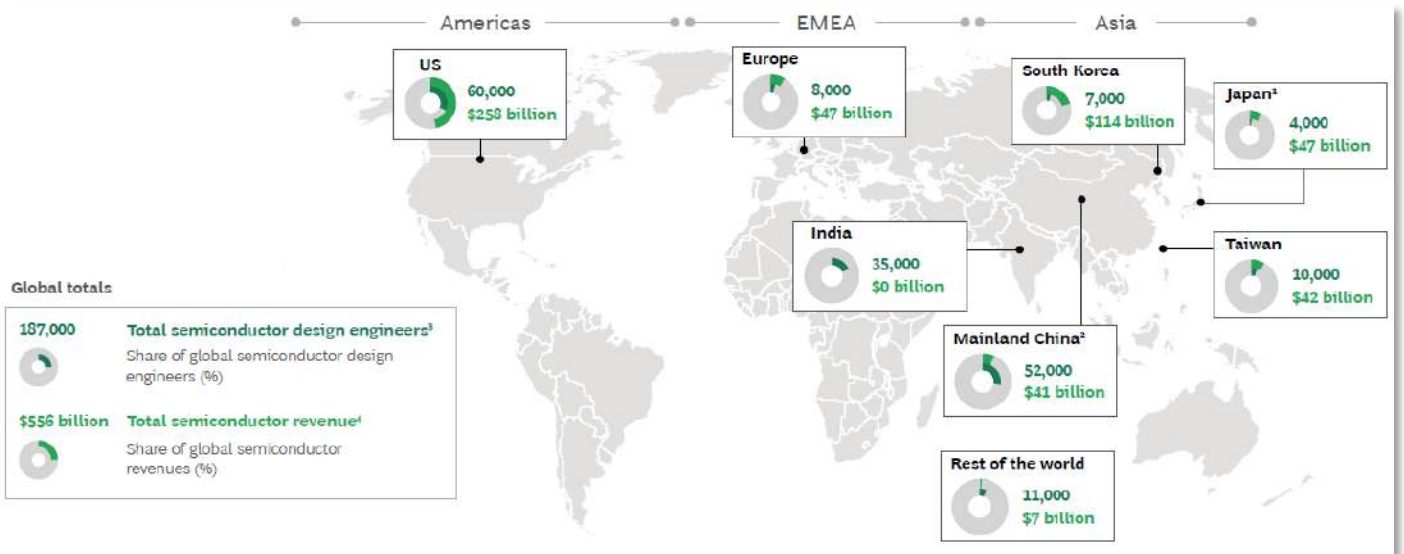 Americas
EMEA
Asia
US
60,000
$258 billion
Europe
8,000
$47 billion
South Korea
7,000
$114 billion
Japan¹
4,000
$47 billion
India
35,000
$0 billion
Taiwan
10,000
$42 billion
Mainland China²
52,000
$41 billion
Rest of the world
11,000
$7 billion
Global totals
187,000 Total semiconductor design engineers³
Share of global semiconductor design
engineers (%)
$556 billion Total semiconductor revenue⁴
Share of global semiconductor
revenues (%)